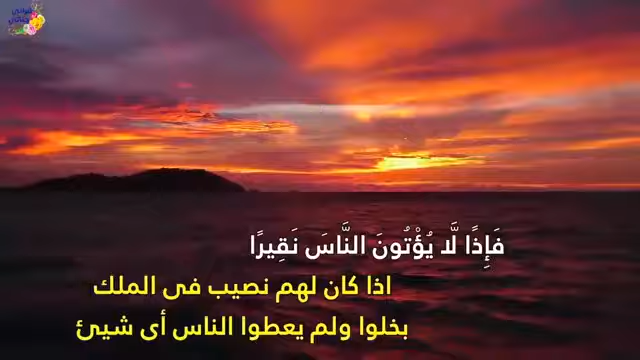 فَإِذًا لَّا يُؤْتُونَ النَّاسَ نَقِيرًا
اذا كان لهم نصيب فى الملك
بخلوا ولم يعطوا الناس أى شيئ